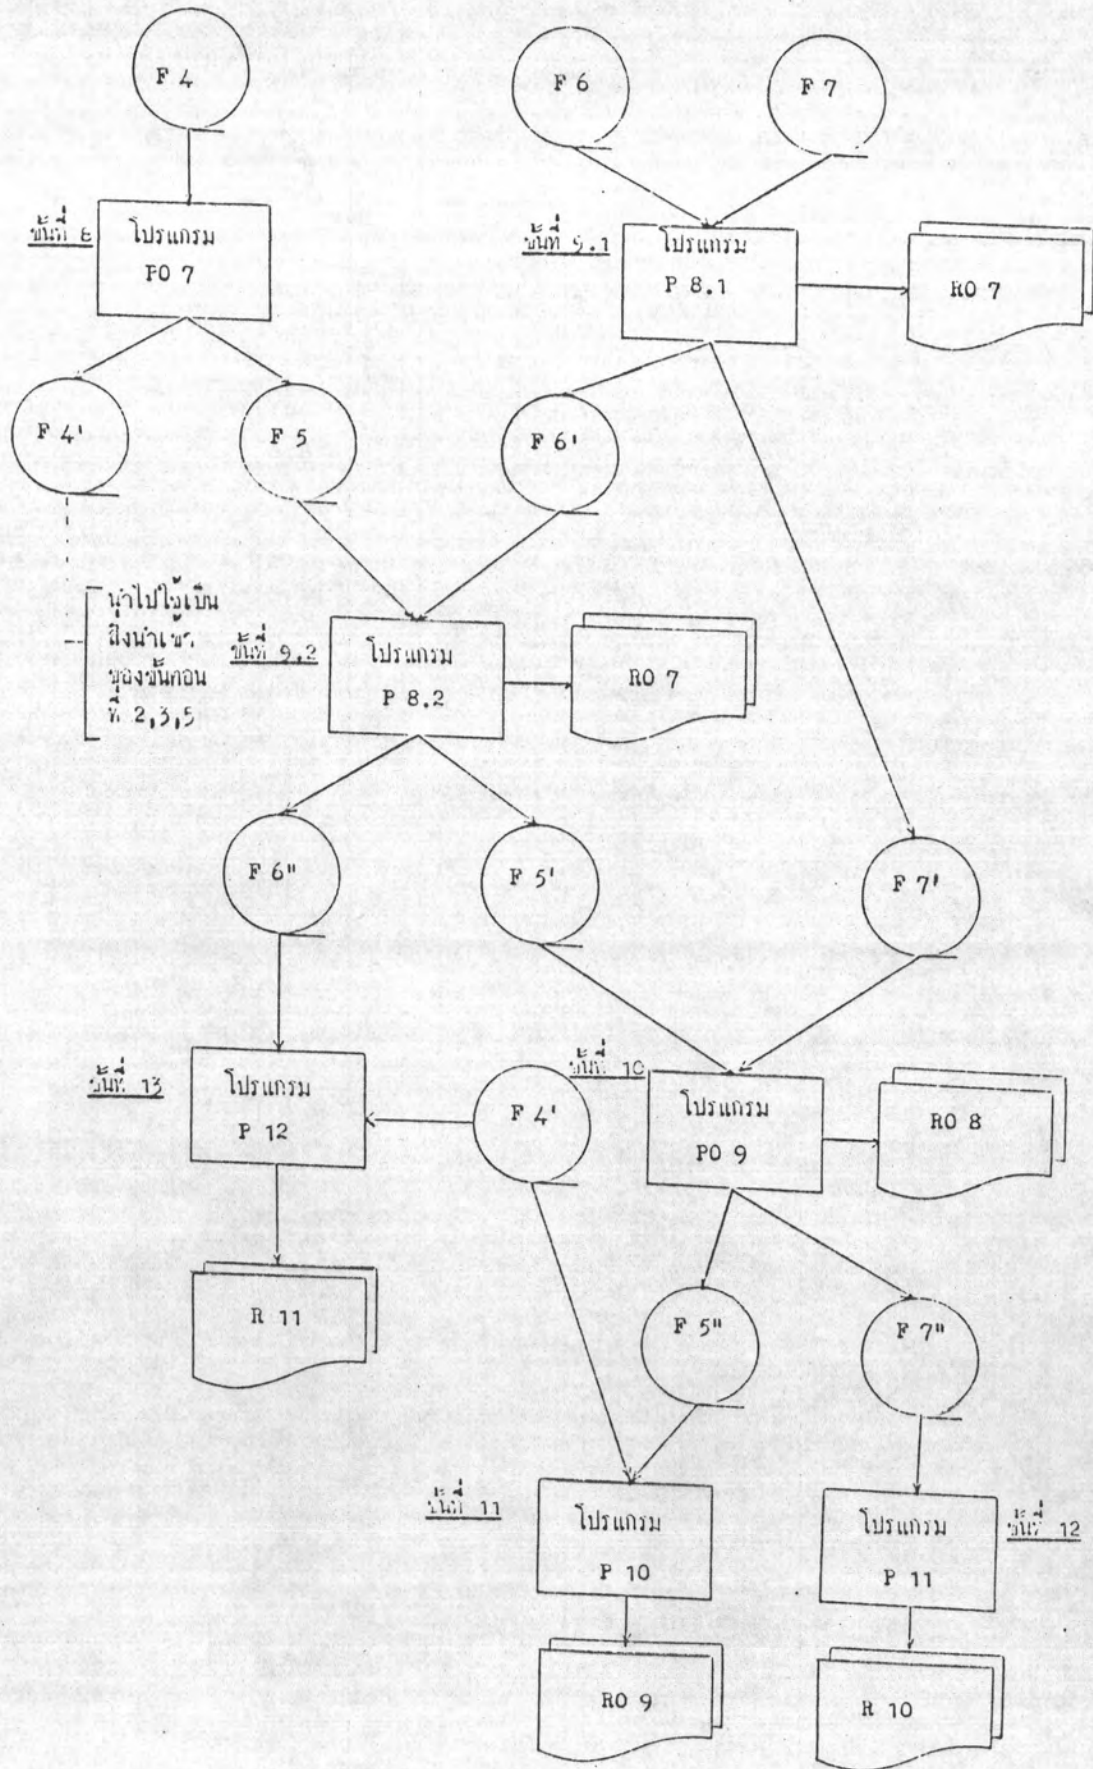 F 4
F 6
F 7
ขั้นที่ 8
โปรแกรม
PO 7
ขั้นที่ 9.1
โปรแกรม
P 8.1
RO 7
F 4'
F 5
F 6'
นำไปใช้เป็น
สิ่งนำเข้า
ของขั้นตอน
ที่ 2,3,5
ขั้นที่ 9.2
โปรแกรม
P 8.2
RO 7
F 6"
F 5'
F 7'
ขั้นที่ 13
โปรแกรม
P 12
F 4'
ขั้นที่ 10
โปรแกรม
PO 9
RO 8
R 11
F 5"
F 7"
ขั้นที่ 11
โปรแกรม
P 10
โปรแกรม
P 11
ขั้นที่ 12
RO 9
R 10